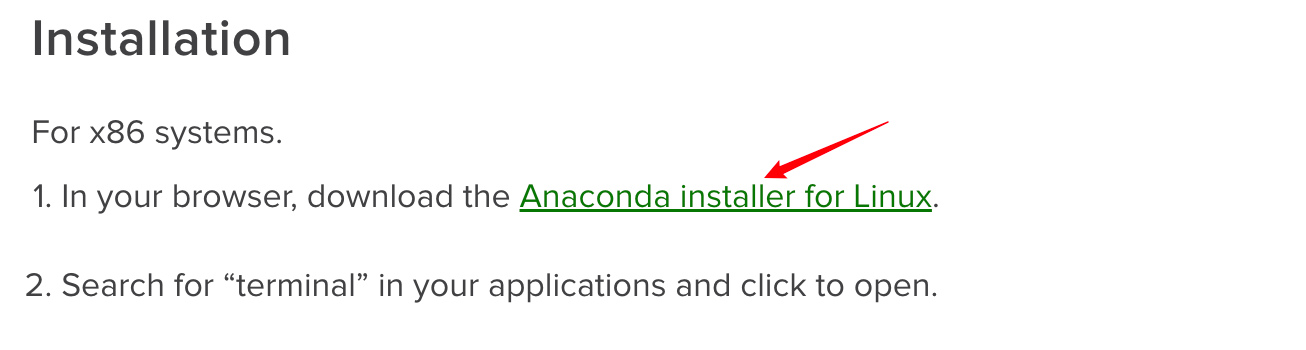 Installation
For x86 systems.
1. In your browser, download the Anaconda installer for Linux.
2. Search for “terminal” in your applications and click to open.